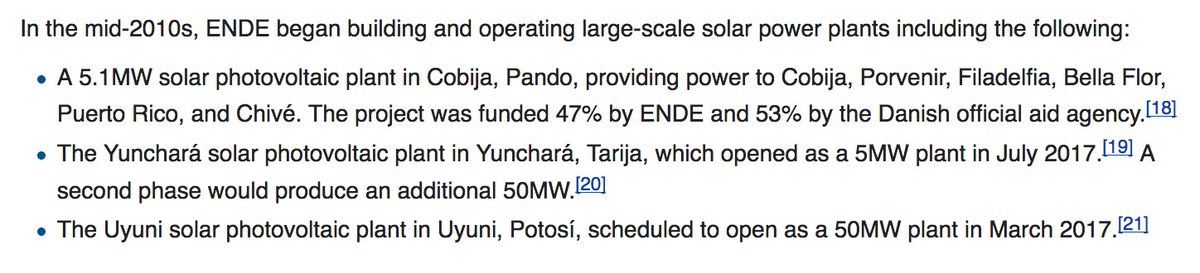 In the mid-2010s, ENDE began building and operating large-scale solar power plants including the following:
• A 5.1MW solar photovoltaic plant in Cobija, Pando, providing power to Cobija, Porvenir, Filadelfia, Bella Flor,
Puerto Rico, and Chivé. The project was funded 47% by ENDE and 53% by the Danish official aid agency.[18]
• The Yunchará solar photovoltaic plant in Yunchará, Tarija, which opened as a 5MW plant in July 2017.[19] A
second phase would produce an additional 50MW.[20]
• The Uyuni solar photovoltaic plant in Uyuni, Potosí, scheduled to open as a 50MW plant in March 2017.[21]